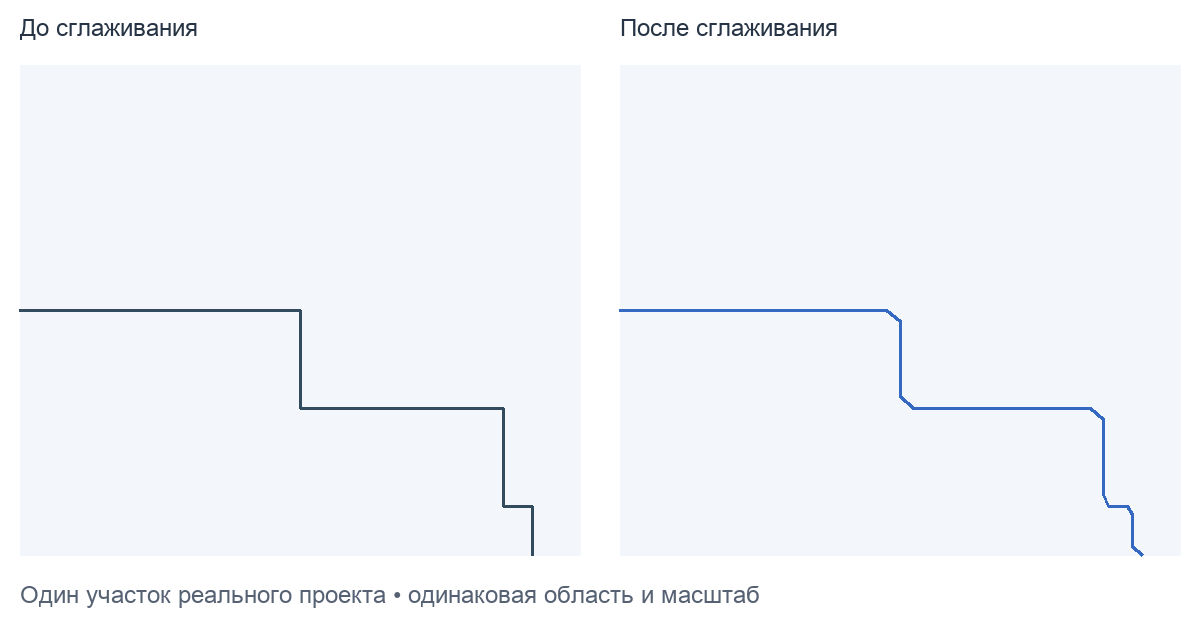 До сглаживания
После сглаживания
Один участок реального проекта • одинаковая область и масштаб